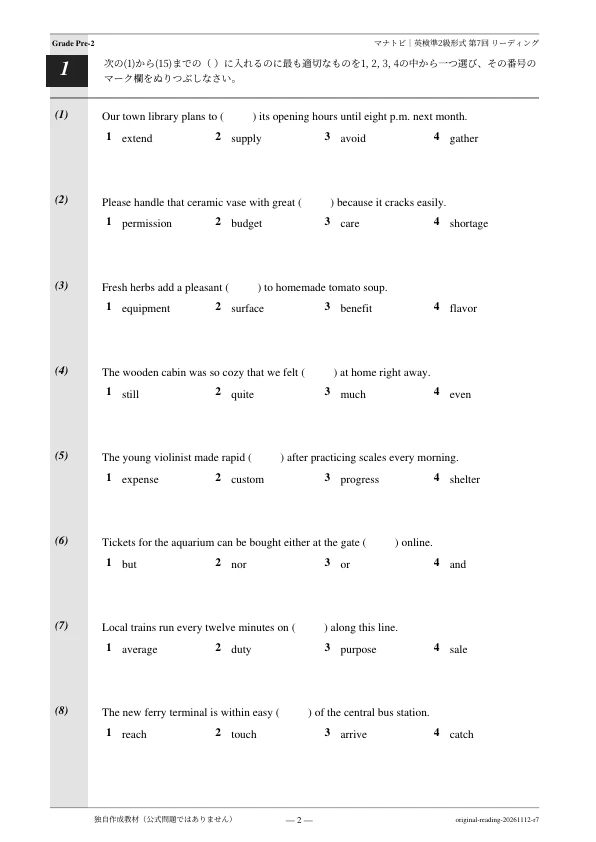 Grade Pre-2
マナトビ｜英検準2級形式 第7回 リーディング
1 次の(1)から(15)までの（ ）に入れるのに最も適切なものを1, 2, 3, 4の中から一つ選び、その番号の
マーク欄をぬりつぶしなさい。
(1) Our town library plans to ( ) its opening hours until eight p.m. next month.
1 extend 2 supply 3 avoid 4 gather
(2) Please handle that ceramic vase with great ( ) because it cracks easily.
1 permission 2 budget 3 care 4 shortage
(3) Fresh herbs add a pleasant ( ) to homemade tomato soup.
1 equipment 2 surface 3 benefit 4 flavor
(4) The wooden cabin was so cozy that we felt ( ) at home right away.
1 still 2 quite 3 much 4 even
(5) The young violinist made rapid ( ) after practicing scales every morning.
1 expense 2 custom 3 progress 4 shelter
(6) Tickets for the aquarium can be bought either at the gate ( ) online.
1 but 2 nor 3 or 4 and
(7) Local trains run every twelve minutes on ( ) along this line.
1 average 2 duty 3 purpose 4 sale
(8) The new ferry terminal is within easy ( ) of the central bus station.
1 reach 2 touch 3 arrive 4 catch
独自作成教材（公式問題ではありません） — 2 — original-reading-20261112-r7